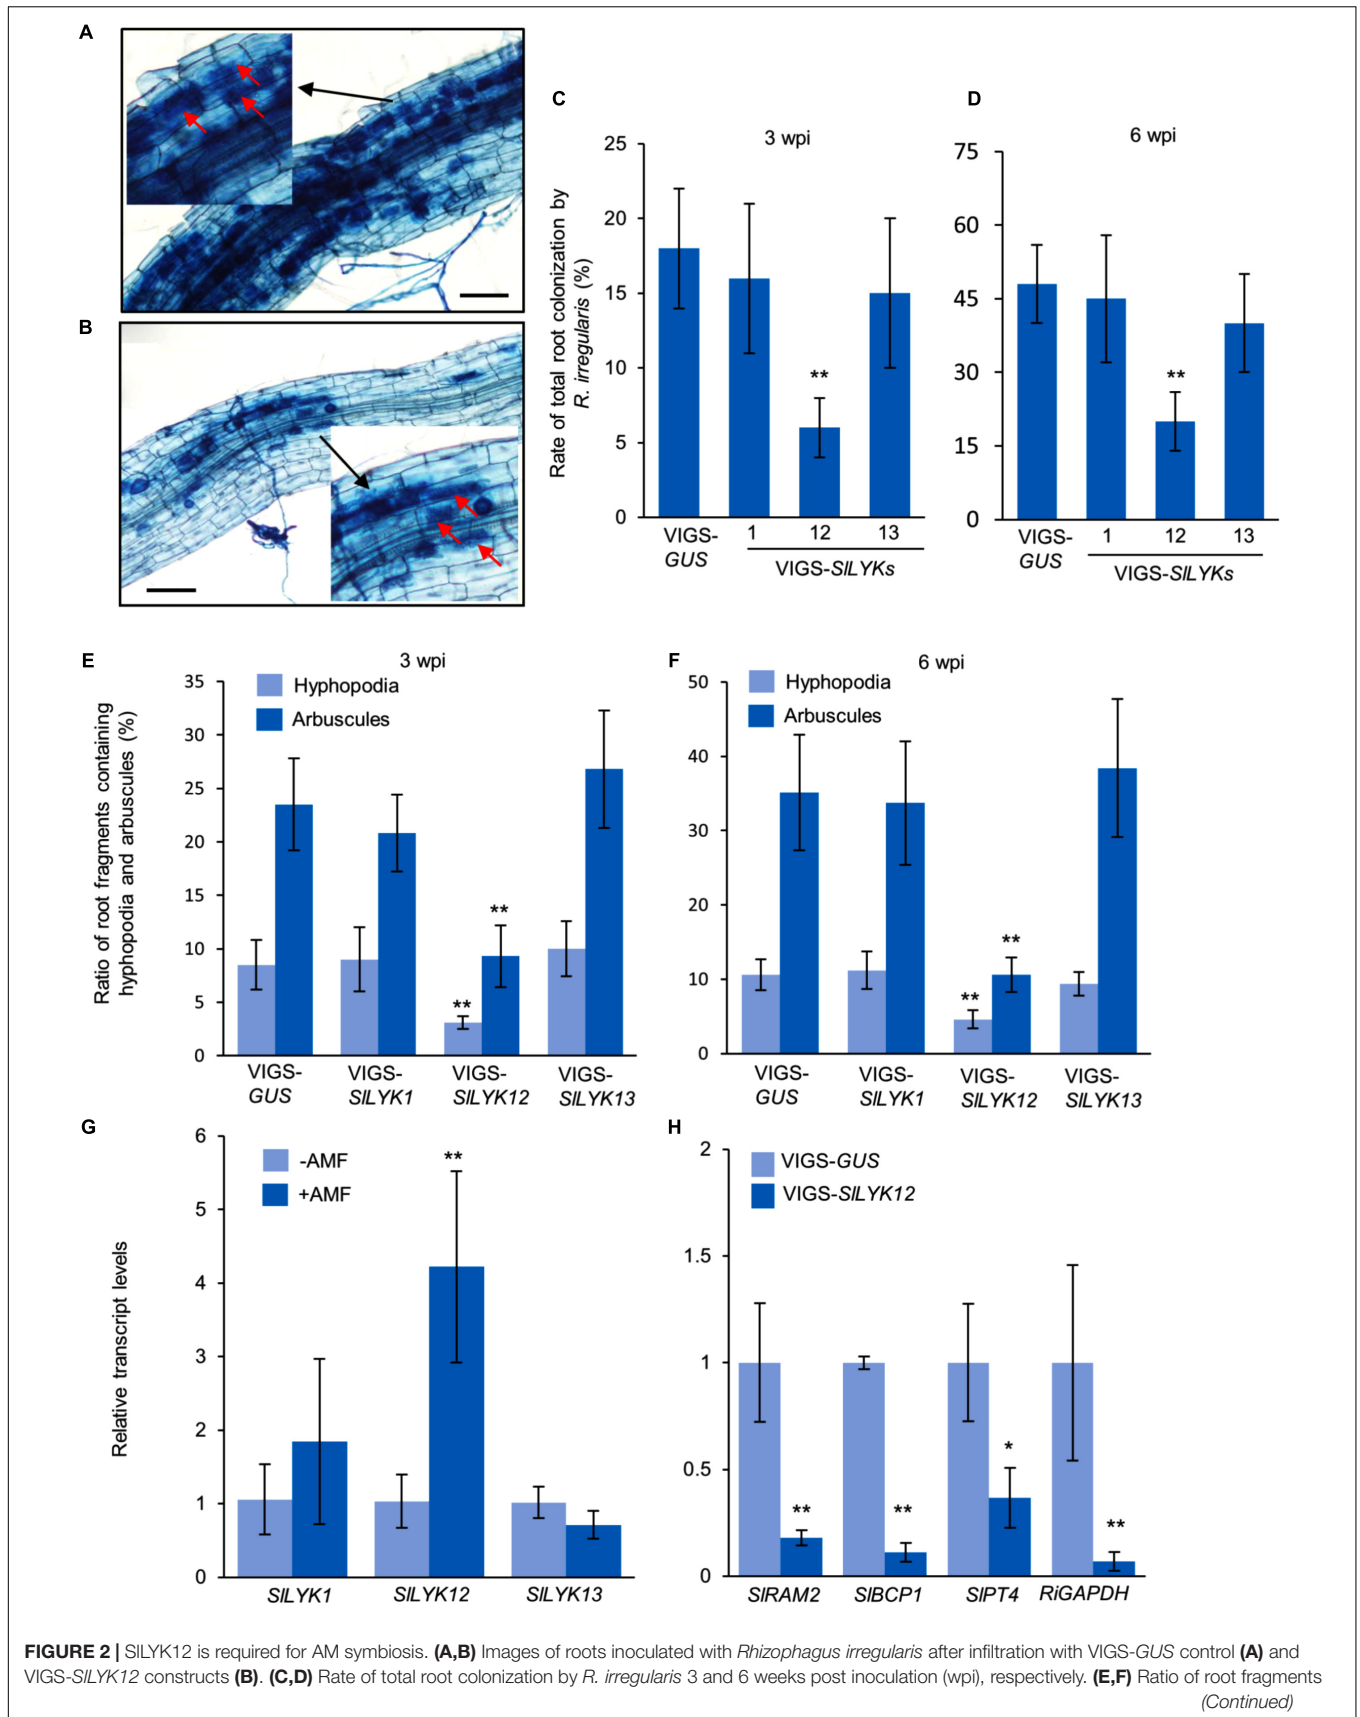 A
B
C
3 wpi
Rate of total root colonization by
R. irregularis (%)
25
20
15
10
5
0
**
VIGS-
GUS
1
12
13
VIGS-SlLYKs
D
6 wpi
75
60
45
30
15
0
**
VIGS-
GUS
1
12
13
VIGS-SlLYKs
E
3 wpi
Hyphopodia
Arbuscules
Ratio of root fragments containing
hyphopodia and arbuscules (%)
35
30
25
20
15
10
5
0
**
**
VIGS-
GUS
VIGS-
SlLYK1
VIGS-
SlLYK12
VIGS-
SlLYK13
F
6 wpi
Hyphopodia
Arbuscules
50
40
30
20
10
0
**
**
VIGS-
GUS
VIGS-
SlLYK1
VIGS-
SlLYK12
VIGS-
SlLYK13
G
-AMF
+AMF
Relative transcript levels
6
5
4
3
2
1
0
**
SlLYK1
SlLYK12
SlLYK13
H
VIGS-GUS
VIGS-SlLYK12
2
1.5
1
0.5
0
**
**
*
**
SlRAM2
SlBCP1
SlPT4
RiGAPDH
FIGURE 2 | SlLYK12 is required for AM symbiosis. (A,B) Images of roots inoculated with Rhizophagus irregularis after infiltration with VIGS-GUS control (A) and
VIGS-SlLYK12 constructs (B). (C,D) Rate of total root colonization by R. irregularis 3 and 6 weeks post inoculation (wpi), respectively. (E,F) Ratio of root fragments
(Continued)